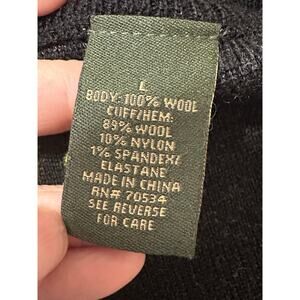 L
BODY: 100% WOOL
CUFF/HEM:
89% WOOL
10% NYLON
1% SPANDEX/
ELASTANE
MADE IN CHINA
RN# 70534
SEE REVERSE
FOR CARE